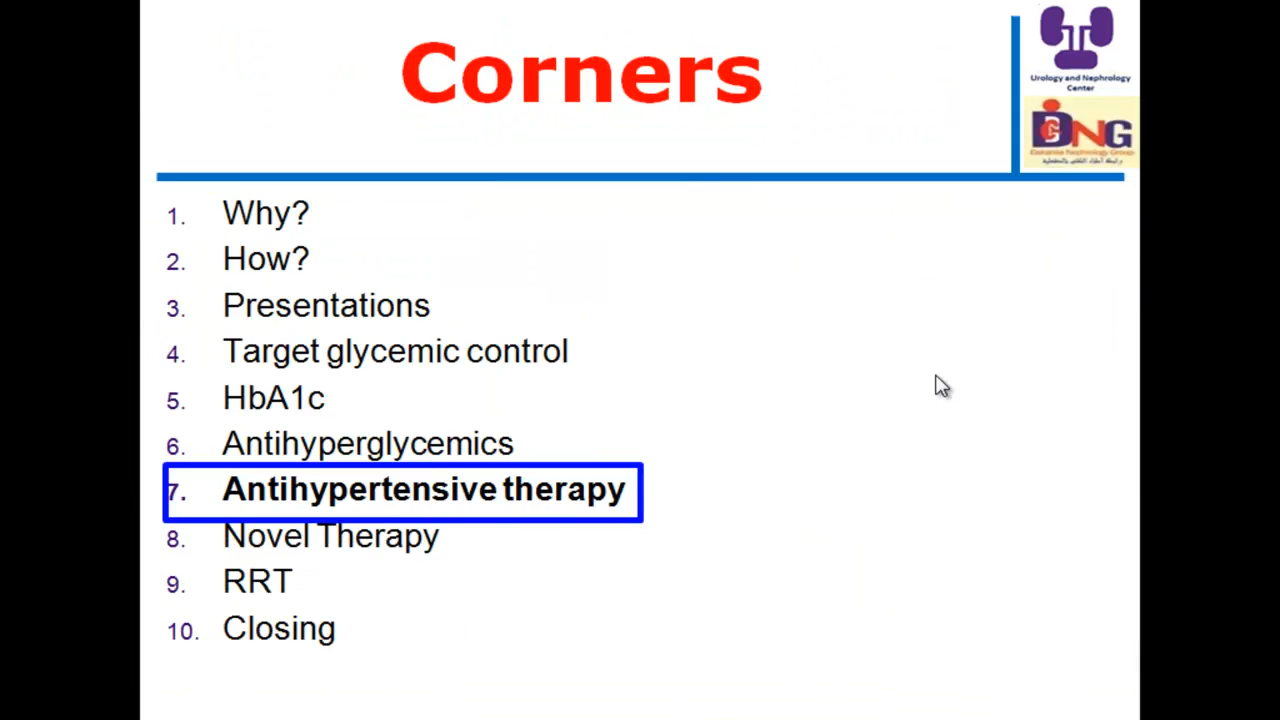 Corners
Urology and Nephrology
Center
DCNG
1. Why?
2. How?
3. Presentations
4. Target glycemic control
5. HbA1c
6. Antihyperglycemics
7. Antihypertensive therapy
8. Novel Therapy
9. RRT
10. Closing